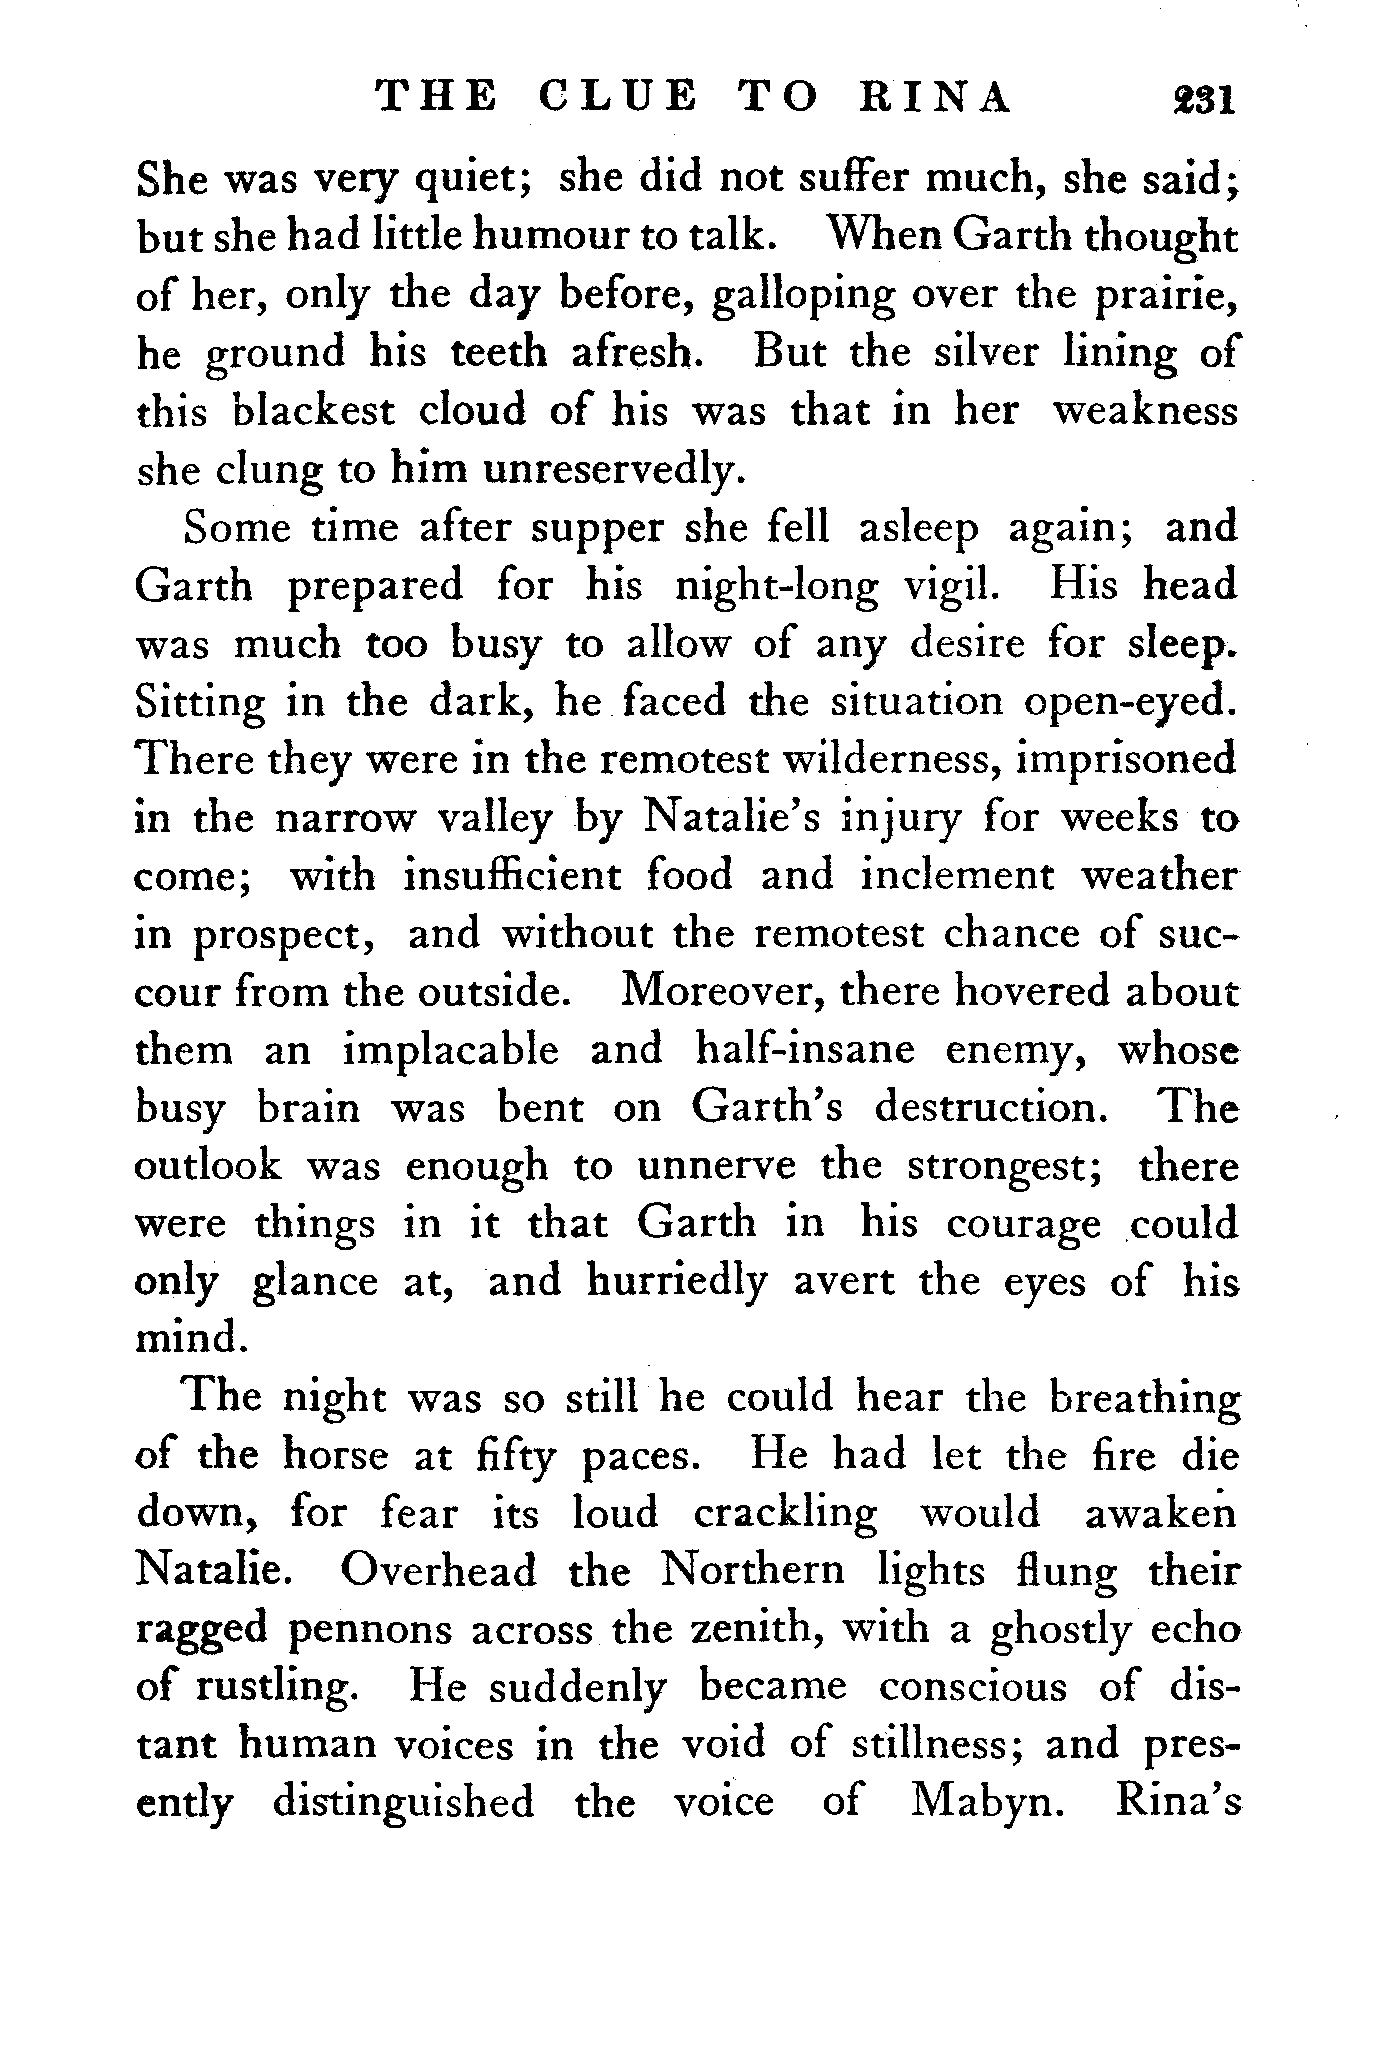 THE CLUE TO RINA 231
She was very quiet; she did not suffer much, she said;
but she had little humour to talk. When Garth thought
of her, only the day before, galloping over the prairie,
he ground his teeth afresh. But the silver lining of
this blackest cloud of his was that in her weakness
she clung to him unreservedly.
Some time after supper she fell asleep again; and
Garth prepared for his night-long vigil. His head
was much too busy to allow of any desire for sleep.
Sitting in the dark, he faced the situation open-eyed.
There they were in the remotest wilderness, imprisoned
in the narrow valley by Natalie's injury for weeks to
come; with insufficient food and inclement weather
in prospect, and without the remotest chance of suc-
cour from the outside. Moreover, there hovered about
them an implacable and half-insane enemy, whose
busy brain was bent on Garth's destruction. The
outlook was enough to unnerve the strongest; there
were things in it that Garth in his courage could
only glance at, and hurriedly avert the eyes of his
mind.
The night was so still he could hear the breathing
of the horse at fifty paces. He had let the fire die
down, for fear its loud crackling would awaken
Natalie. Overhead the Northern lights flung their
ragged pennons across the zenith, with a ghostly echo
of rustling. He suddenly became conscious of dis-
tant human voices in the void of stillness; and pres-
ently distinguished the voice of Mabyn. Rina's